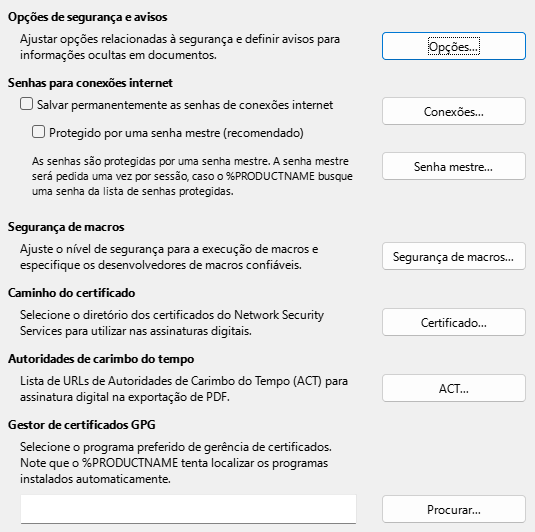 Opções de segurança e avisos
Ajustar opções relacionadas à segurança e definir avisos para
informações ocultas em documentos.
Opções...
Senhas para conexões internet
Salvar permanentemente as senhas de conexões internet
Conexões...
Protegido por uma senha mestre (recomendado)
As senhas são protegidas por uma senha mestre. A senha mestre
será pedida uma vez por sessão, caso o %PRODUCTNAME busque
uma senha da lista de senhas protegidas.
Senha mestre...
Segurança de macros
Ajuste o nível de segurança para a execução de macros e
especifique os desenvolvedores de macros confiáveis.
Segurança de macros...
Caminho do certificado
Selecione o diretório dos certificados do Network Security
Services para utilizar nas assinaturas digitais.
Certificado...
Autoridades de carimbo do tempo
Lista de URLs de Autoridades de Carimbo do Tempo (ACT) para
assinatura digital na exportação de PDF.
ACT...
Gestor de certificados GPG
Selecione o programa preferido de gerência de certificados.
Note que o %PRODUCTNAME tenta localizar os programas
instalados automaticamente.
Procurar...